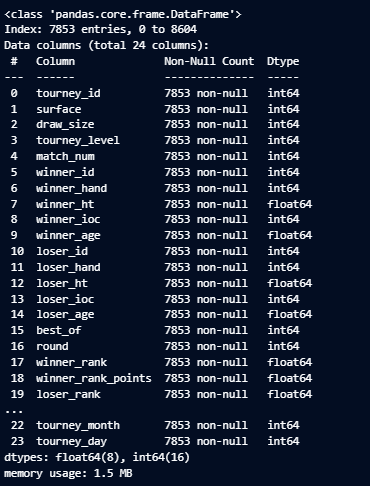 <class 'pandas.core.frame.DataFrame'>
Index: 7853 entries, 0 to 8604
Data columns (total 24 columns):
 #   Column              Non-Null Count  Dtype
---  ------              --------------  -----
 0   tourney_id          7853 non-null   int64
 1   surface             7853 non-null   int64
 2   draw_size           7853 non-null   int64
 3   tourney_level       7853 non-null   int64
 4   match_num           7853 non-null   int64
 5   winner_id           7853 non-null   int64
 6   winner_hand         7853 non-null   int64
 7   winner_ht           7853 non-null   float64
 8   winner_ioc          7853 non-null   int64
 9   winner_age          7853 non-null   float64
 10  loser_id            7853 non-null   int64
 11  loser_hand          7853 non-null   int64
 12  loser_ht            7853 non-null   float64
 13  loser_ioc           7853 non-null   int64
 14  loser_age           7853 non-null   float64
 15  best_of             7853 non-null   int64
 16  round               7853 non-null   int64
 17  winner_rank         7853 non-null   float64
 18  winner_rank_points  7853 non-null   float64
 19  loser_rank          7853 non-null   float64
...
 22  tourney_month       7853 non-null   int64
 23  tourney_day         7853 non-null   int64
dtypes: float64(8), int64(16)
memory usage: 1.5 MB